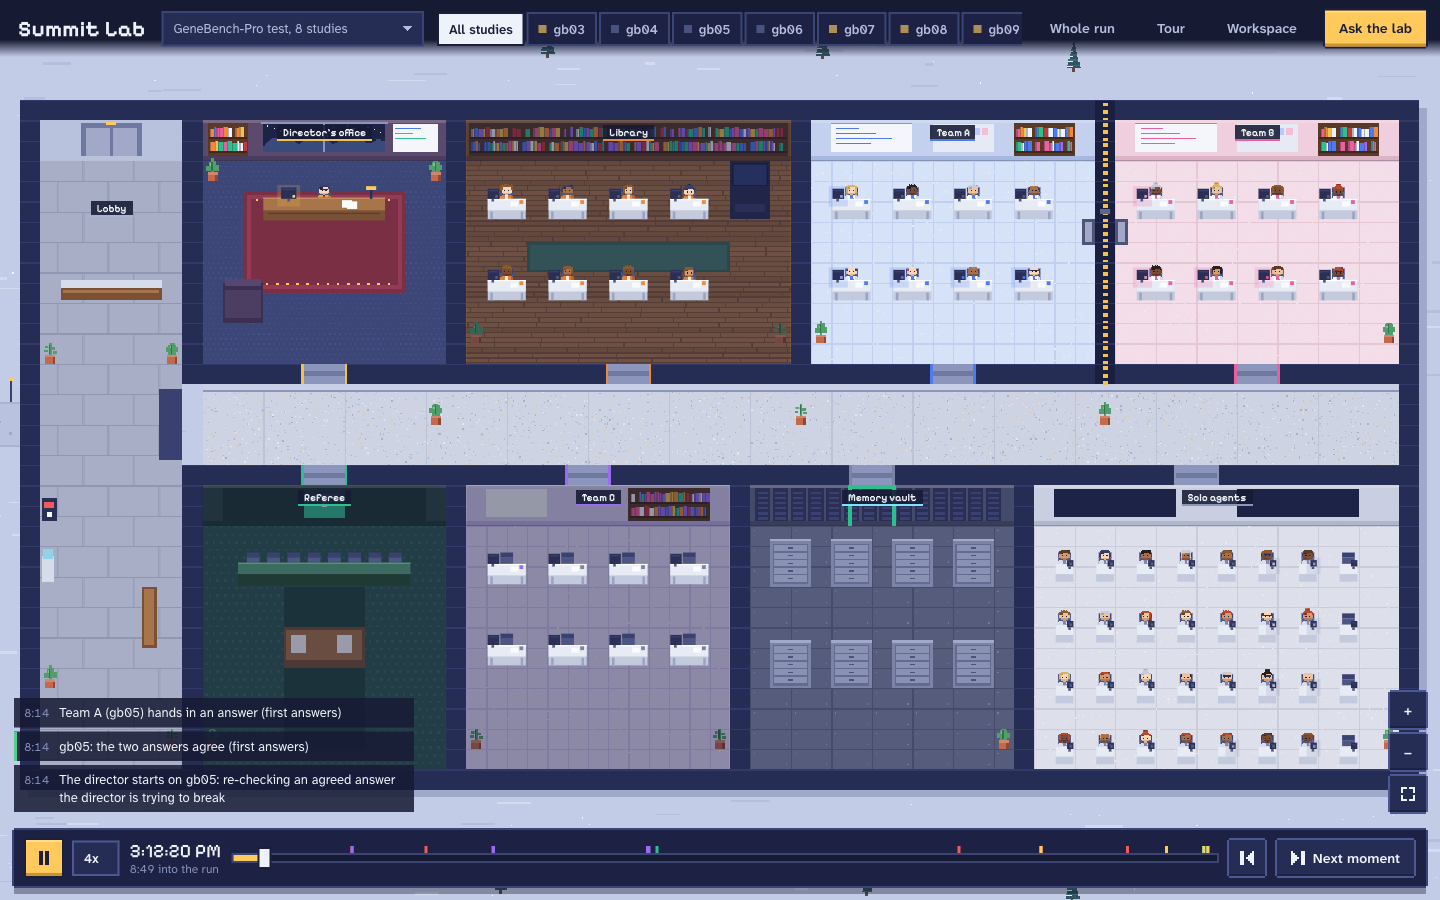 Summit Lab
GeneBench-Pro test, 8 studies
All studies
gb03
gb04
gb05
gb06
gb07
gb08
gb09
Whole run
Tour
Workspace
Ask the lab
Director's office
Library
Team A
Team B
Lobby
Referee
Team D
Memory vault
Solo agents
8:14 Team A (gb05) hands in an answer (first answers)
8:14 gb05: the two answers agree (first answers)
8:14 The director starts on gb05: re-checking an agreed answer
the director is trying to break
+
−
4x
3:12:20 PM
8:49 into the run
Next moment